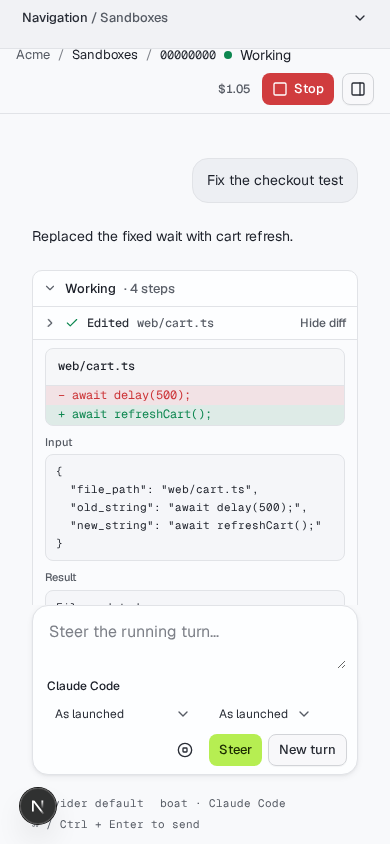 Navigation / Sandboxes
Acme / Sandboxes / 00000000 Working
$1.05 Stop
Fix the checkout test
Replaced the fixed wait with cart refresh.
Working · 4 steps
Edited web/cart.ts Hide diff
web/cart.ts
− await delay(500);
+ await refreshCart();
Input
{
"file_path": "web/cart.ts",
"old_string": "await delay(500);",
"new_string": "await refreshCart();"
}
Result
Steer the running turn…
Claude Code
As launched As launched
Steer New turn
N
default boat · Claude Code
/ Ctrl + Enter to send